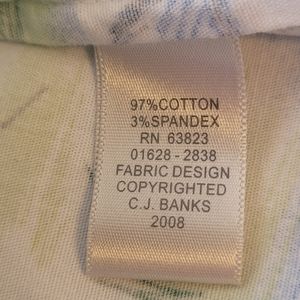 97%COTTON
3%SPANDEX
RN 63823
01628 - 2838
FABRIC DESIGN
COPYRIGHTED
C.J. BANKS
2008